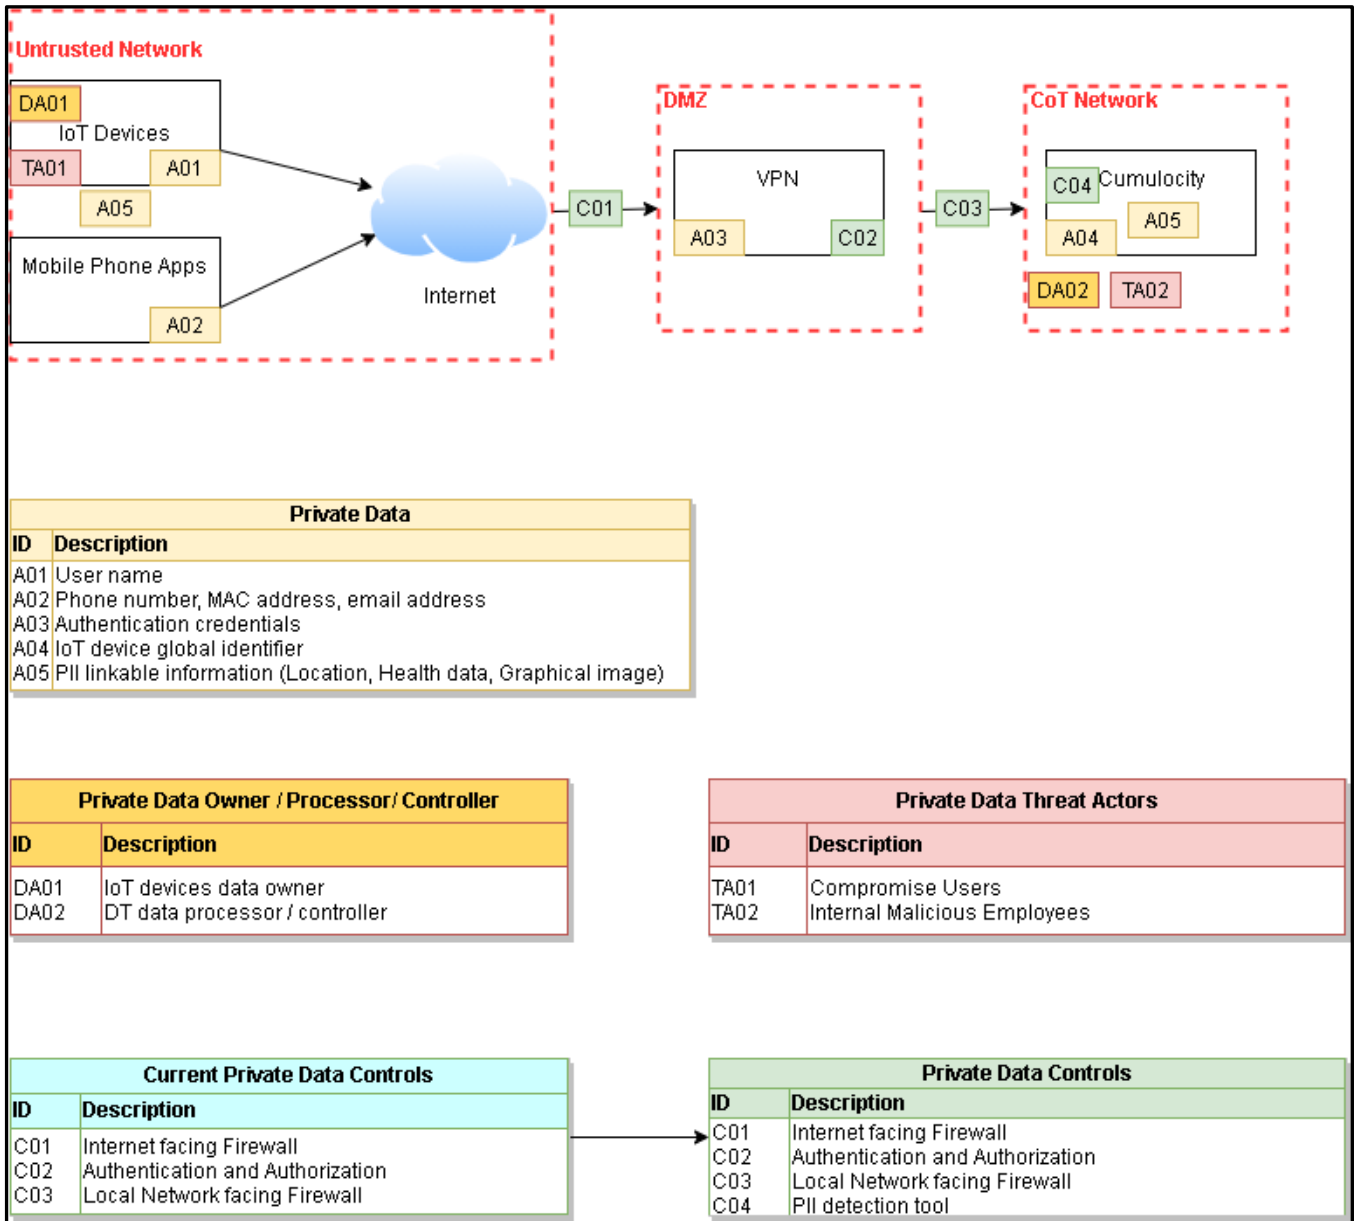 Untrusted Network
DA01
IoT Devices
TA01
A01
A05
Mobile Phone Apps
A02
Internet
C01
DMZ
VPN
A03
C02
C03
CoT Network
C04 Cumulocity
A05
A04
DA02
TA02
Private Data
ID Description
A01 User name
A02 Phone number, MAC address, email address
A03 Authentication credentials
A04 IoT device global identifier
A05 PII linkable information (Location, Health data, Graphical image)
Private Data Owner / Processor/ Controller
ID Description
DA01 IoT devices data owner
DA02 DT data processor / controller
Private Data Threat Actors
ID Description
TA01 Compromise Users
TA02 Internal Malicious Employees
Current Private Data Controls
ID Description
C01 Internet facing Firewall
C02 Authentication and Authorization
C03 Local Network facing Firewall
Private Data Controls
ID Description
C01 Internet facing Firewall
C02 Authentication and Authorization
C03 Local Network facing Firewall
C04 PII detection tool